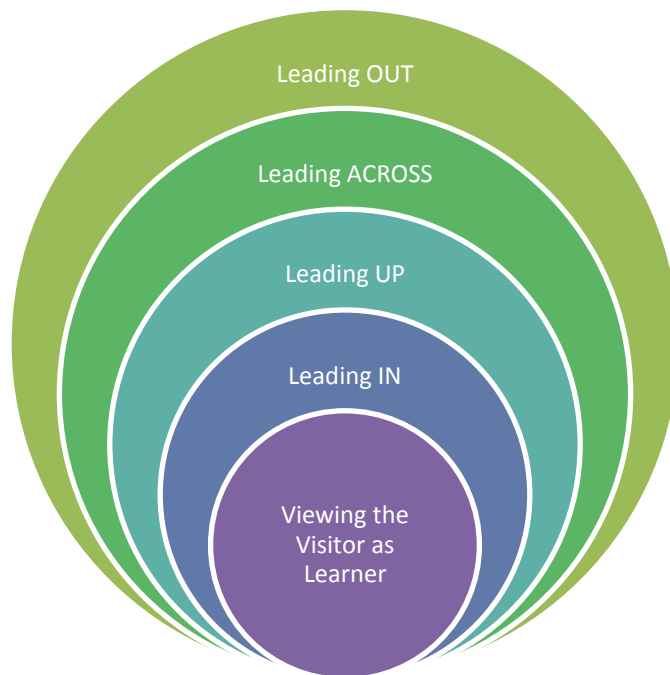 Leading OUT
Leading ACROSS
Leading UP
Leading IN
Viewing the
Visitor as
Learner